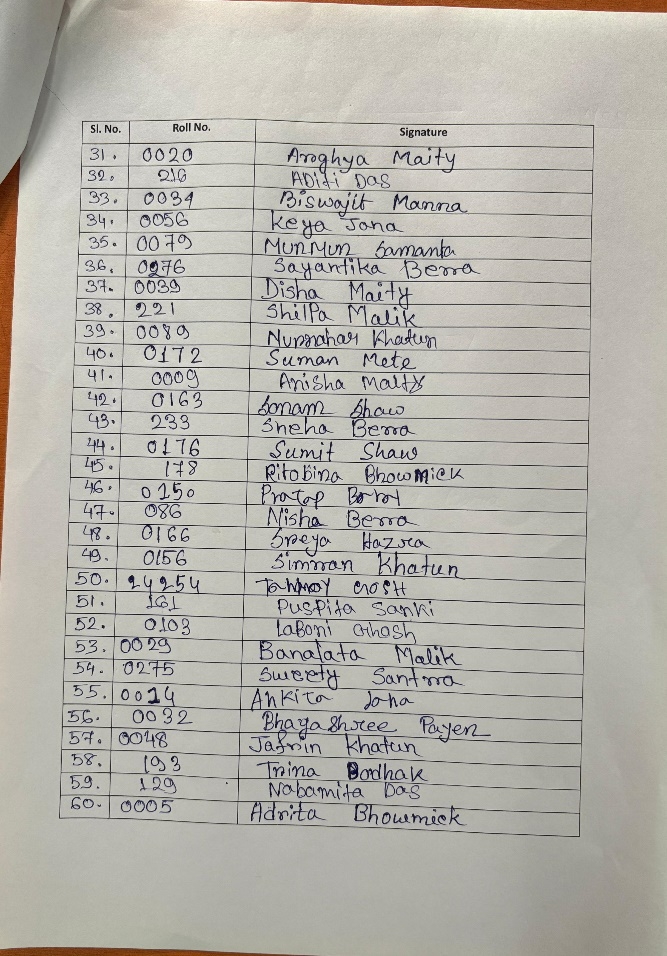 Sl. No. Roll No. Signature
31. 0020 Arghya Maity
32. 216 ADiti Das
33. 0034 Biswajit Manna
34. 0056 Keya Jana
35. 0079 MunMun Samanta
36. 0276 Sayantika Berra
37. 0039 Disha Maity
38. 221 Shilpa Malik
39. 0089 Nurnahar Khatun
40. 0172 Suman Mete
41. 0009 Anisha Maity
42. 0163 Sonam Shaw
43. 233 Sneha Berra
44. 0176 Sumit Shaw
45. 178 Ritobina Bhowmick
46. 0150 Pratap
47. 086 Nisha Berra
48. 0166 Sreya Hazra
49. 0156 Simran Khatun
50. 24254 GhOSH
51. 161 Puspita Sanki
52. 0103 Laboni Ghosh
53. 0029 Banalata Malik
54. 0275 Sweety Santra
55. 0014 Ankita Jana
56. 0032 Bhagashree Payen
57. 0048 Jafrin Khatun
58. 193 Trina Bodhak
59. 129 Nabamita Das
60. 0005 Adrita Bhowmick